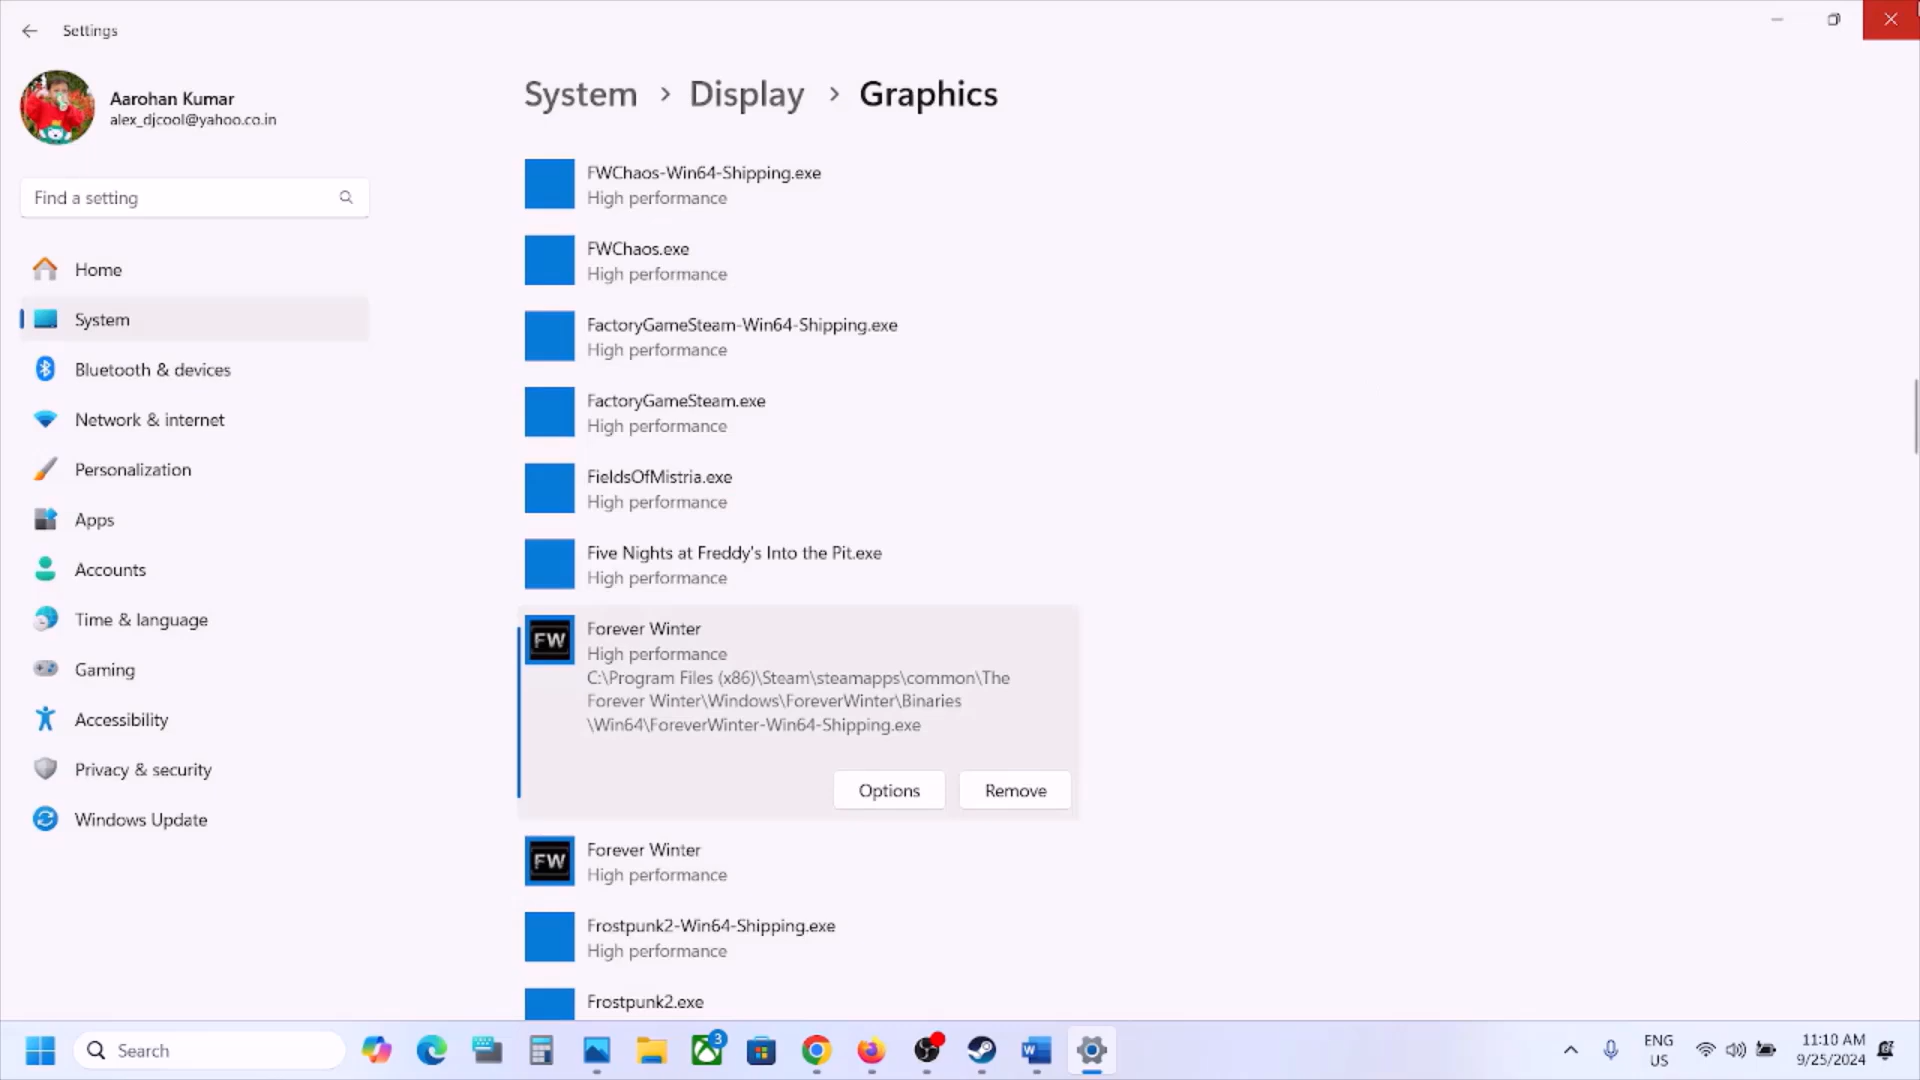 Settings
Aarohan Kumar
alex_djcool@yahoo.co.in
Find a setting
Home
System
Bluetooth & devices
Network & internet
Personalization
Apps
Accounts
Time & language
Gaming
Accessibility
Privacy & security
Windows Update
System > Display > Graphics
FWChaos-Win64-Shipping.exe
High performance
FWChaos.exe
High performance
FactoryGameSteam-Win64-Shipping.exe
High performance
FactoryGameSteam.exe
High performance
FieldsOfMistria.exe
High performance
Five Nights at Freddy's Into the Pit.exe
High performance
FW
Forever Winter
High performance
C:\Program Files (x86)\Steam\steamapps\common\The
Forever Winter\Windows\ForeverWinter\Binaries
\Win64\ForeverWinter-Win64-Shipping.exe
Options
Remove
FW
Forever Winter
High performance
Frostpunk2-Win64-Shipping.exe
High performance
Frostpunk2.exe
Search
3
ENG
US
11:10 AM
9/25/2024